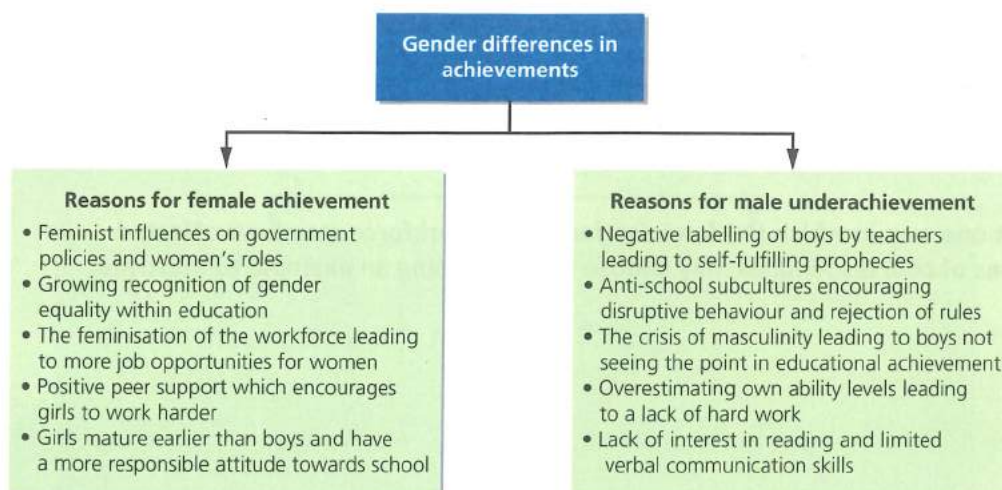 Gender differences in
achievements
Reasons for female achievement
• Feminist influences on government
policies and women's roles
• Growing recognition of gender
equality within education
• The feminisation of the workforce leading
to more job opportunities for women
• Positive peer support which encourages
girls to work harder
• Girls mature earlier than boys and have
a more responsible attitude towards school
Reasons for male underachievement
• Negative labelling of boys by teachers
leading to self-fulfilling prophecies
• Anti-school subcultures encouraging
disruptive behaviour and rejection of rules
• The crisis of masculinity leading to boys not
seeing the point in educational achievement
• Overestimating own ability levels leading
to a lack of hard work
• Lack of interest in reading and limited
verbal communication skills